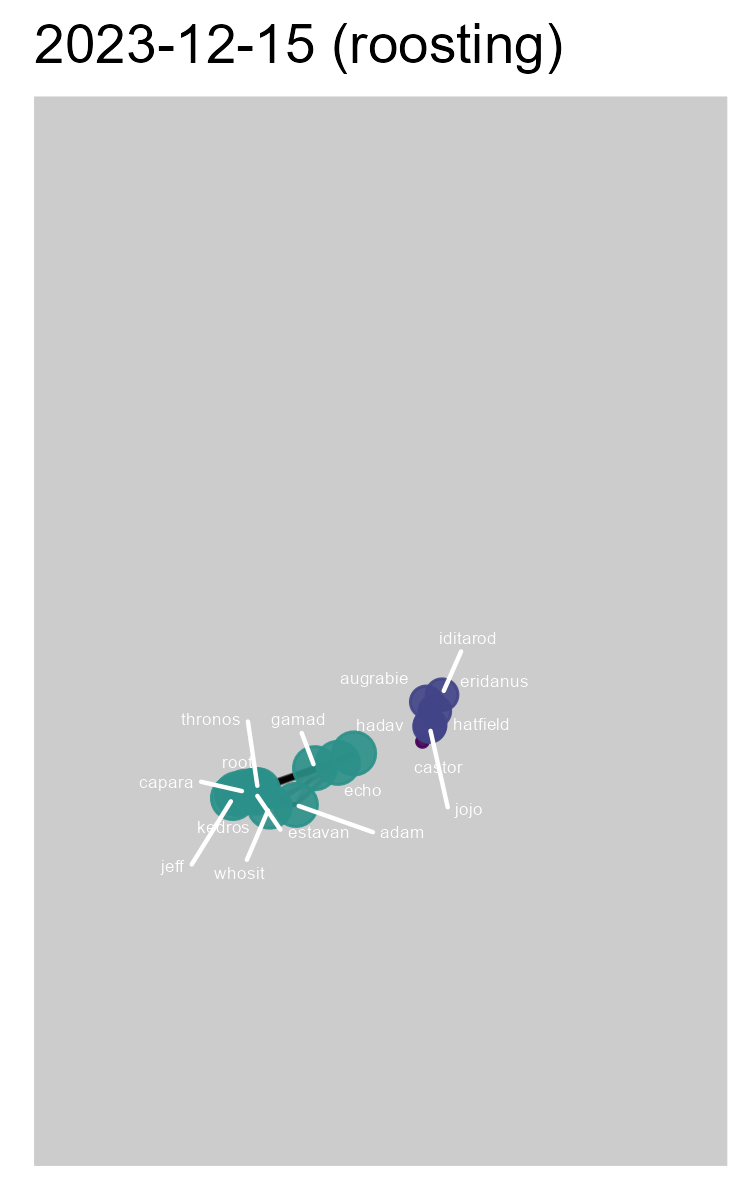 2023-12-15 (roosting)
iditarod
augrabie
eridanus
thronos
gamad
hadav
hatfield
root
castor
capara
echo
jojo
kedros
estavan
adam
jeff
whosit